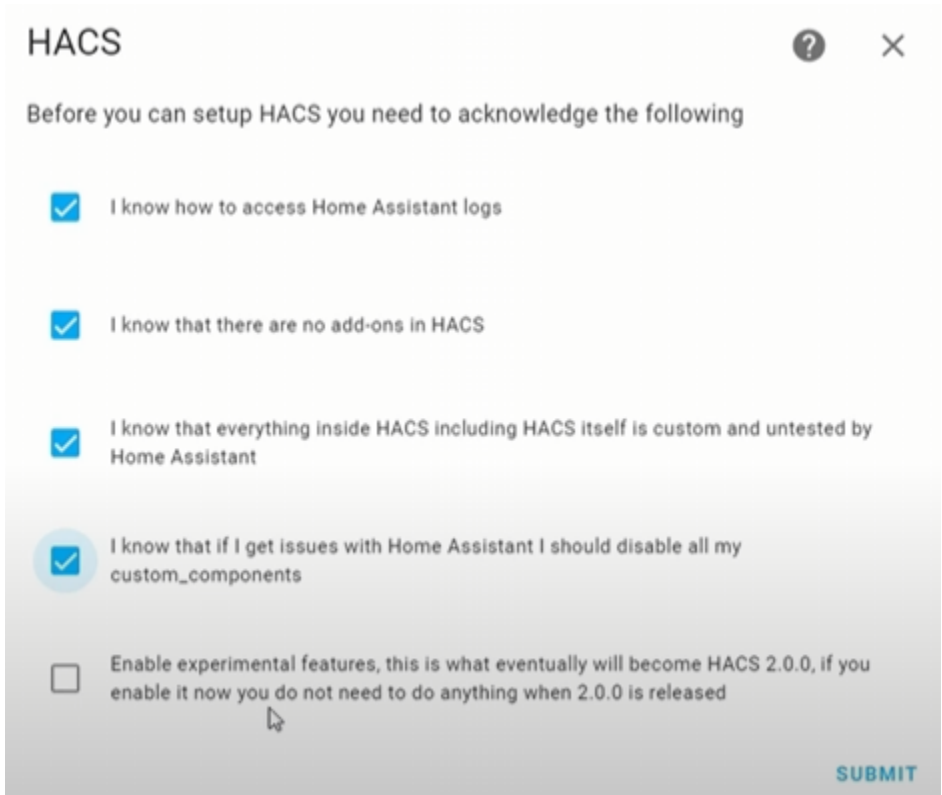 HACS
Before you can setup HACS you need to acknowledge the following
I know how to access Home Assistant logs
I know that there are no add-ons in HACS
I know that everything inside HACS including HACS itself is custom and untested by
Home Assistant
I know that if I get issues with Home Assistant I should disable all my
custom_components
Enable experimental features, this is what eventually will become HACS 2.0.0, if you
enable it now you do not need to do anything when 2.0.0 is released
SUBMIT